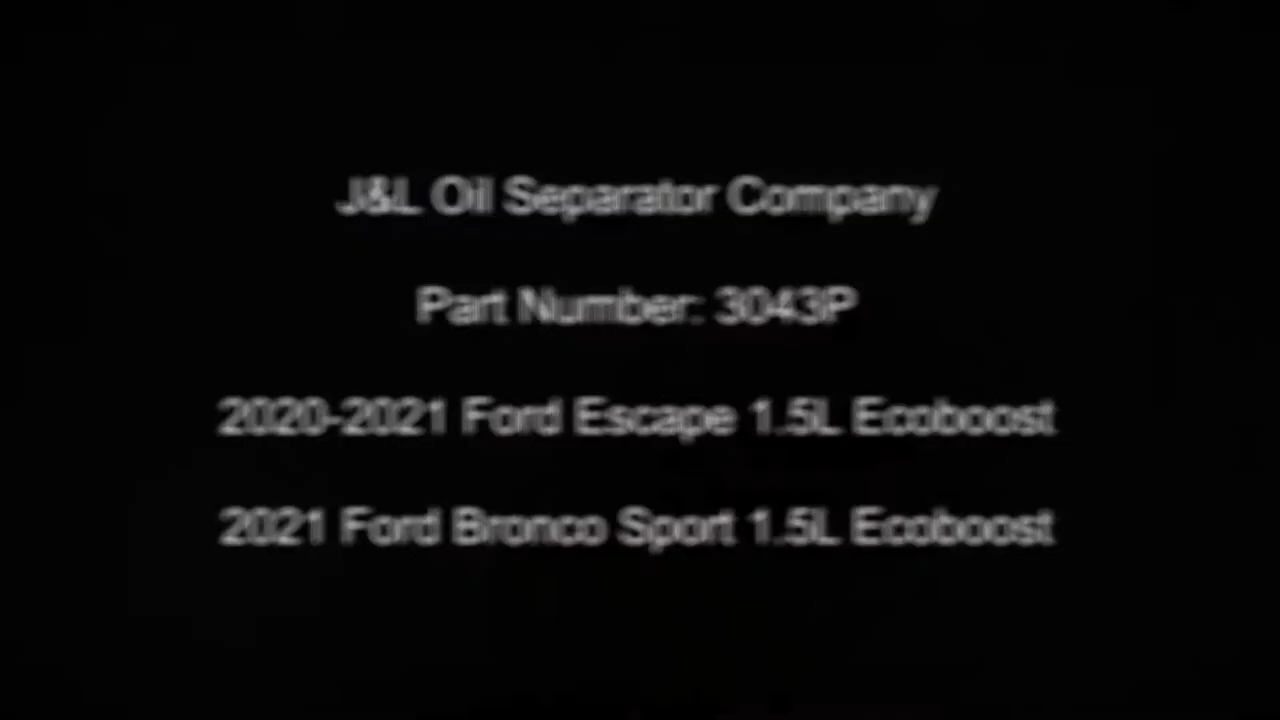 J&L Oil Separator Company
Part Number: 3043P
2020-2021 Ford Escape 1.5L Ecoboost
2021 Ford Bronco Sport 1.5L Ecoboost